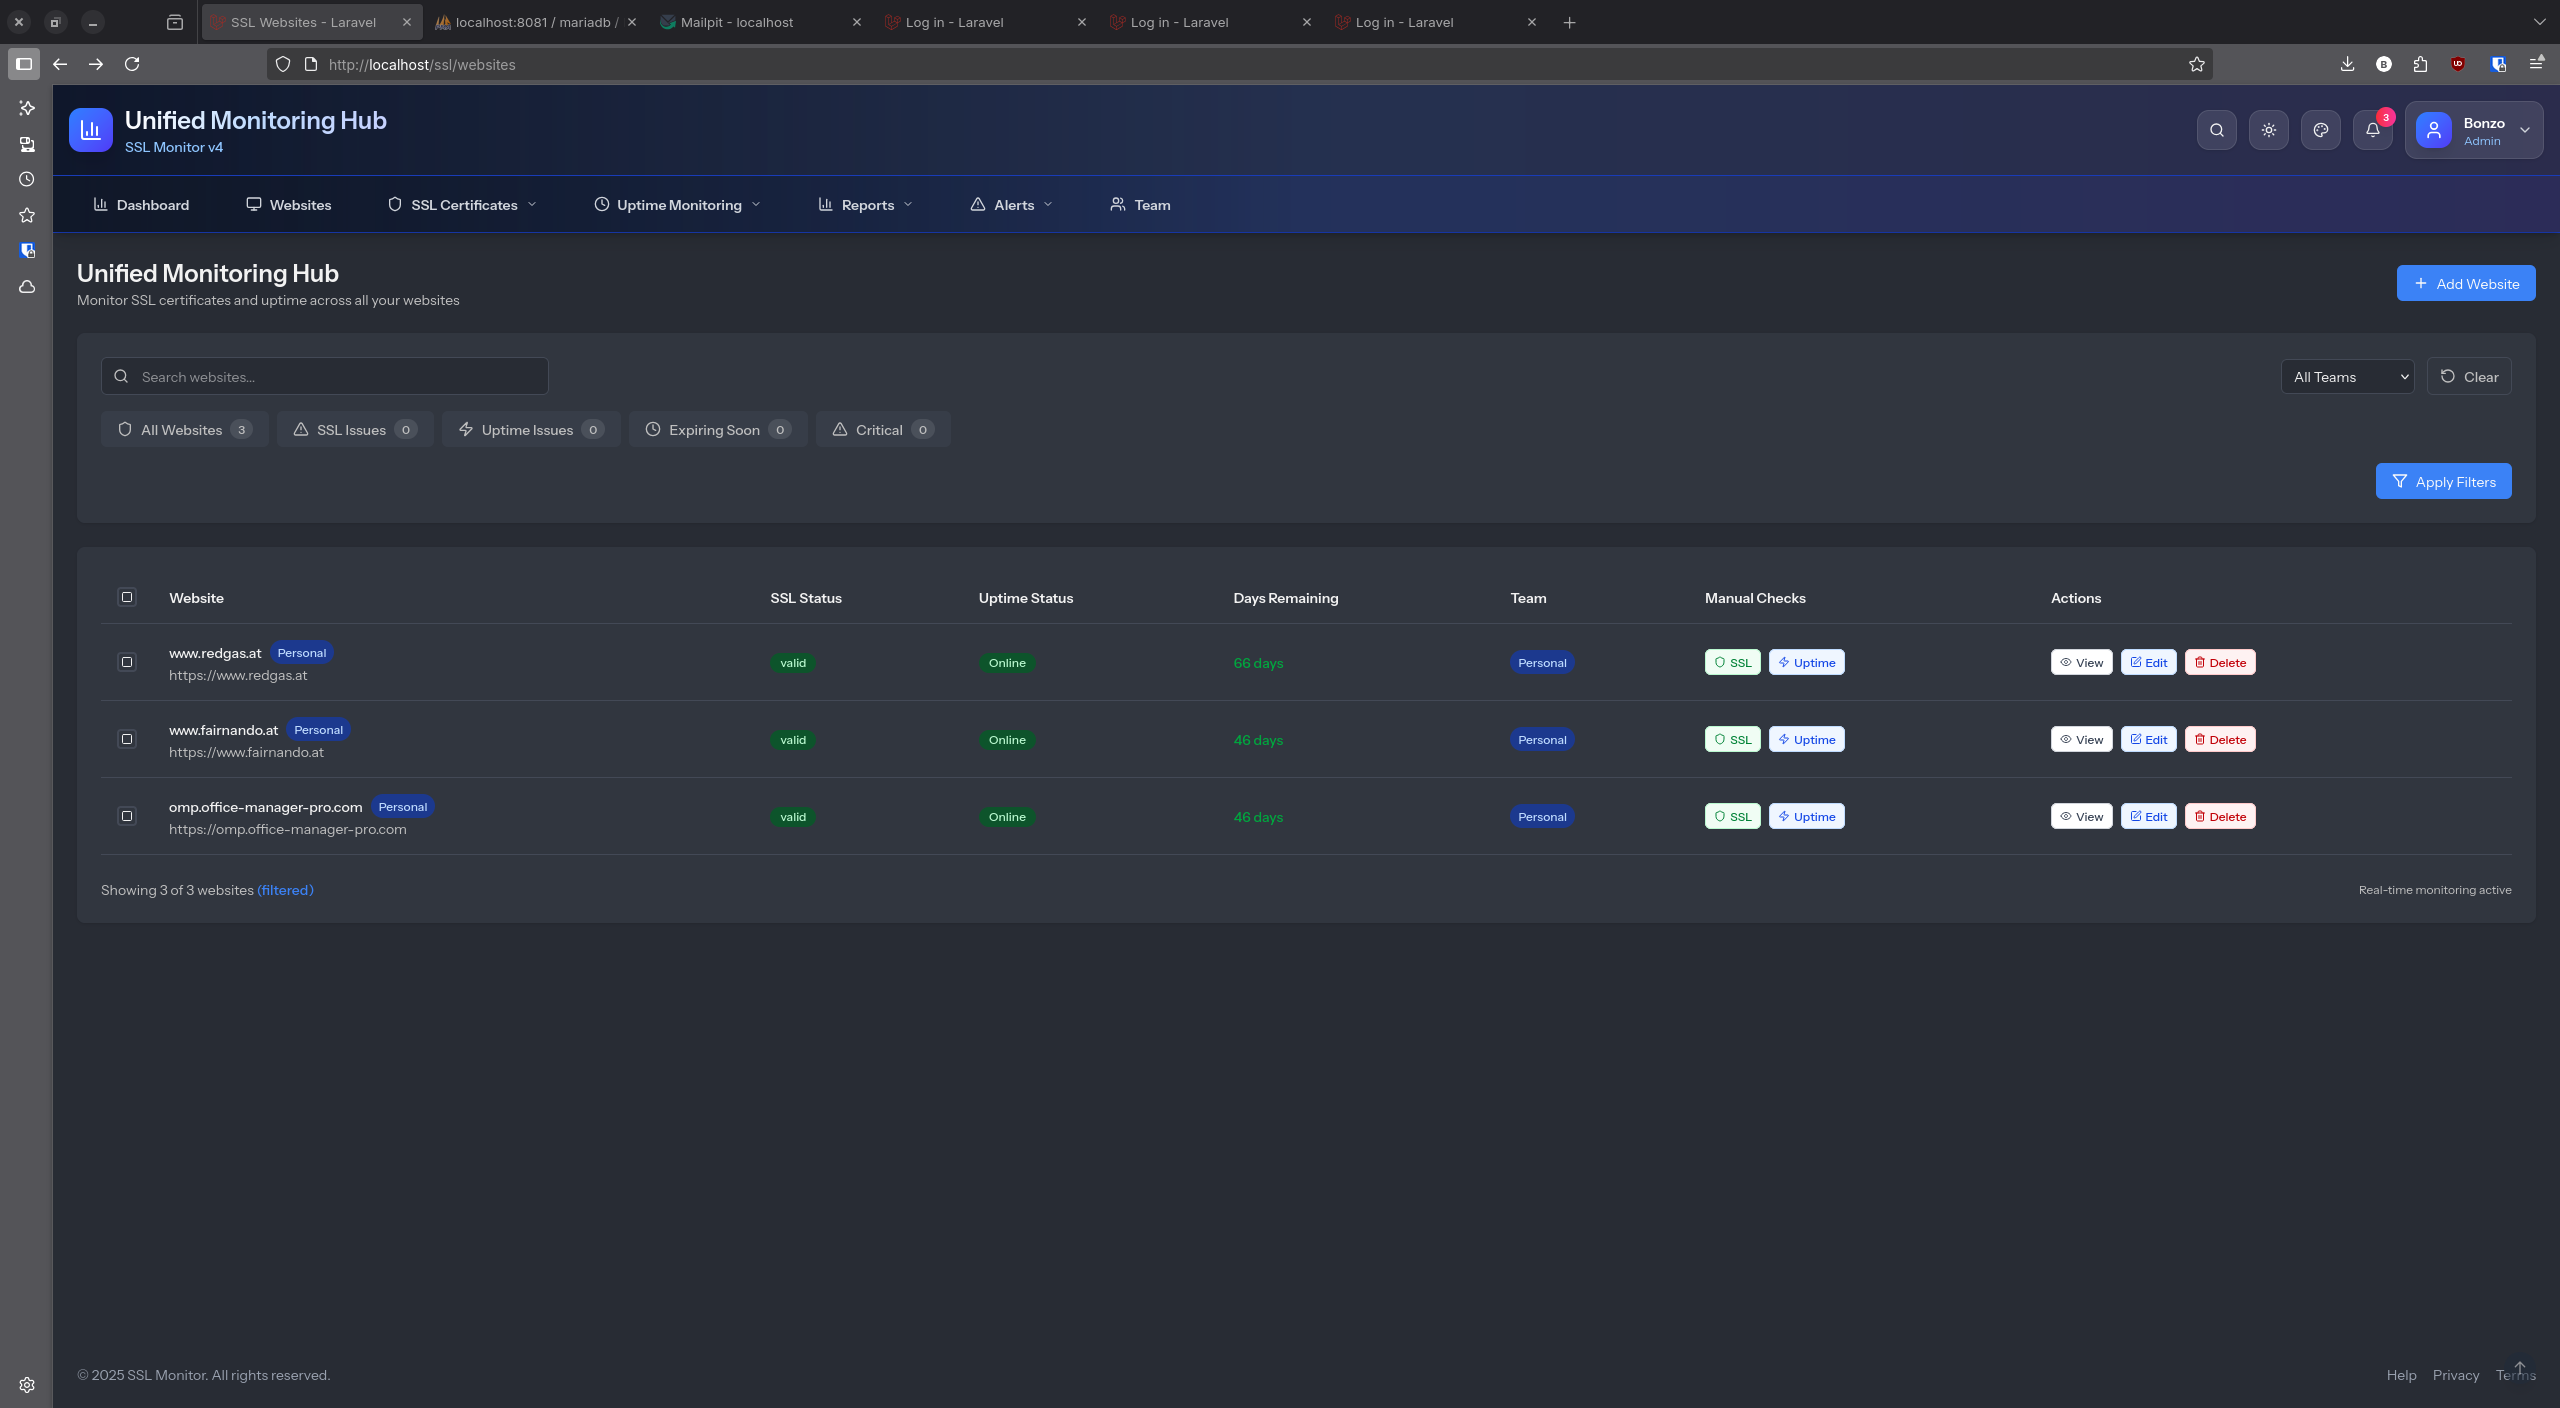 SSL Websites - Laravel
localhost:8081 / mariadb /
Mailpit - localhost
Log in - Laravel
Log in - Laravel
Log in - Laravel
http://localhost/ssl/websites
B
Unified Monitoring Hub
SSL Monitor v4
3
Bonzo
Admin
Dashboard
Websites
SSL Certificates
Uptime Monitoring
Reports
Alerts
Team
Unified Monitoring Hub
Monitor SSL certificates and uptime across all your websites
Add Website
Search websites...
All Teams
Clear
All Websites 3
SSL Issues 0
Uptime Issues 0
Expiring Soon 0
Critical 0
Apply Filters
Website SSL Status Uptime Status Days Remaining Team Manual Checks Actions
www.redgas.at Personal
https://www.redgas.at
valid Online 66 days Personal SSL Uptime View Edit Delete
www.fairnando.at Personal
https://www.fairnando.at
valid Online 46 days Personal SSL Uptime View Edit Delete
omp.office-manager-pro.com Personal
https://omp.office-manager-pro.com
valid Online 46 days Personal SSL Uptime View Edit Delete
Showing 3 of 3 websites (filtered)
Real-time monitoring active
© 2025 SSL Monitor. All rights reserved.
Help Privacy Terms